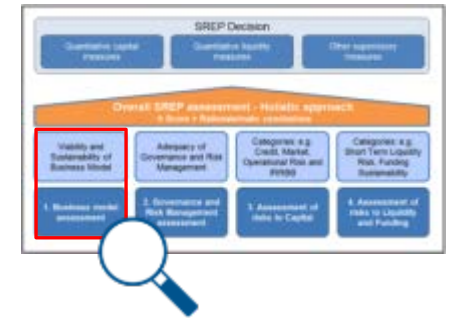 SREP Decision
Quantitative capital
measures
Quantitative liquidity
measures
Other supervisory
measures
Overall SREP assessment - Holistic approach
Viability and
Sustainability of
Business Model
Adequacy of
Governance and Risk
Management
Categories: e.g.
Credit, Market,
Operational Risk and
IRRBB
Categories: e.g.
Short Term Liquidity
Risk, Funding
Sustainability
1. Business model
assessment
2. Governance and
Risk Management
assessment
3. Assessment of
risks to Capital
4. Assessment of
risks to Liquidity
and Funding